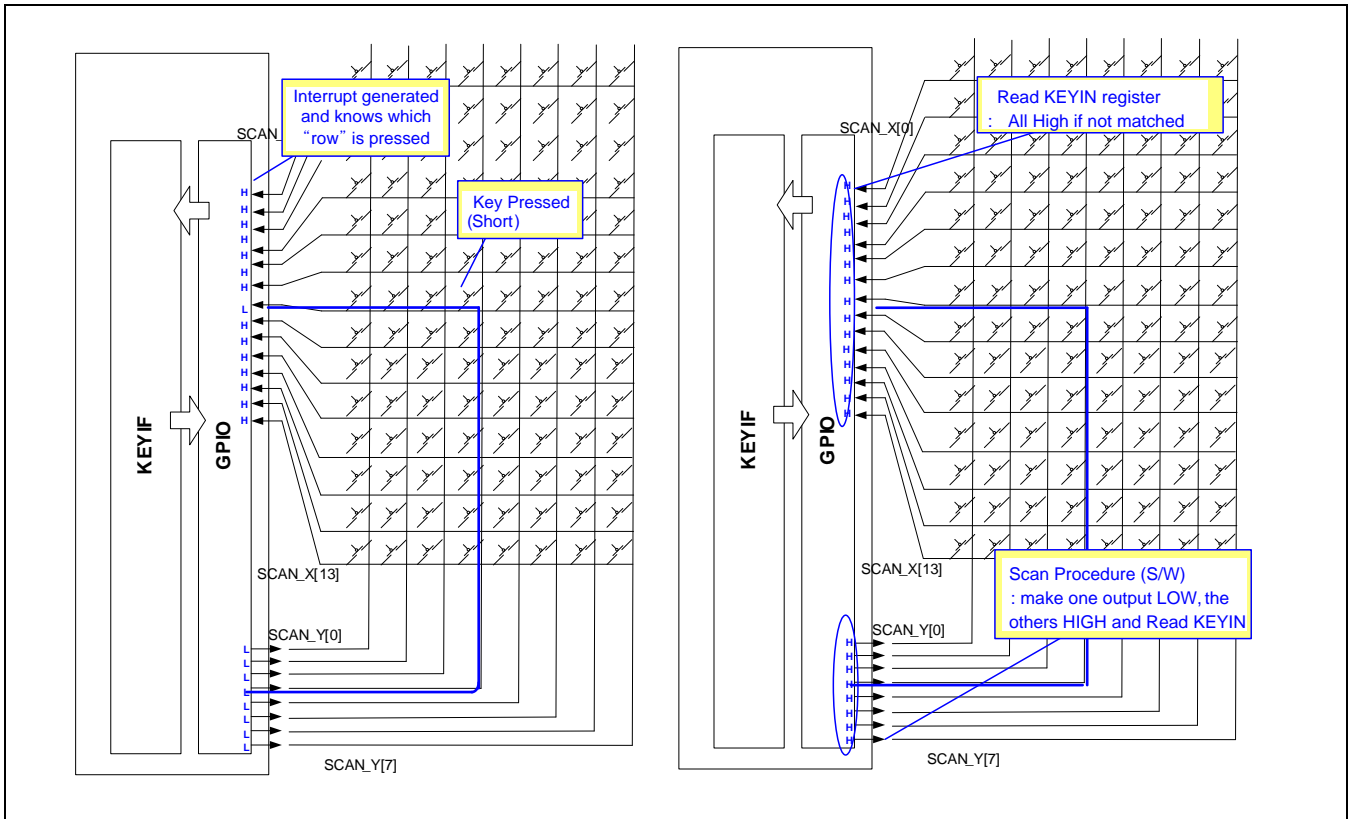 Interrupt generated
and knows which
“row” is pressed
SCAN_
Key Pressed
(Short)
H
H
H
H
H
H
H
H
L
H
H
H
H
H
H
H
KEYIF
GPIO
SCAN_X[13]
SCAN_Y[0]
L
L
L
L
L
L
L
L
SCAN_Y[7]
Read KEYIN register
: All High if not matched
SCAN_X[0]
H
H
H
H
H
H
H
H
H
H
H
H
H
H
KEYIF
GPIO
SCAN_X[13]
Scan Procedure (S/W)
: make one output LOW, the
others HIGH and Read KEYIN
SCAN_Y[0]
H
H
H
H
H
H
H
H
SCAN_Y[7]